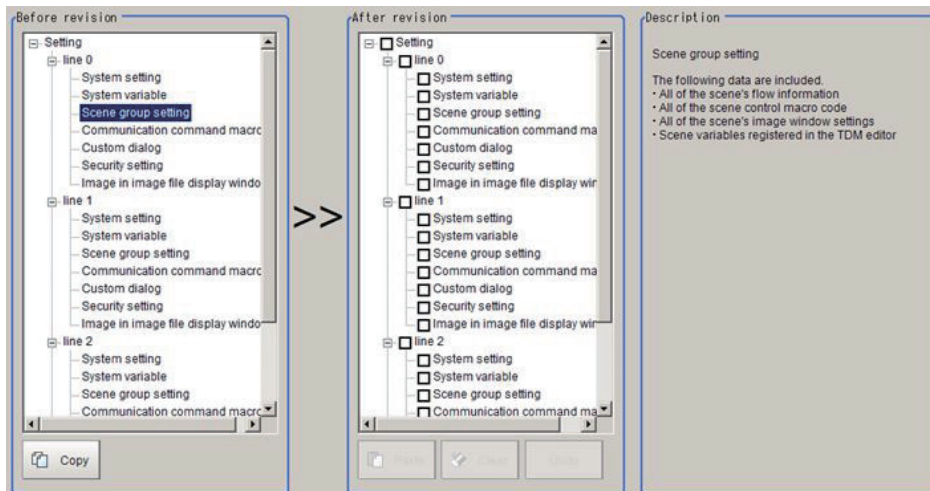 Before revision
Setting
line 0
System setting
System variable
Scene group setting
Communication command macro
Custom dialog
Security setting
Image in image file display windo
line 1
System setting
System variable
Scene group setting
Communication command macro
Custom dialog
Security setting
Image in image file display windo
line 2
System setting
System variable
Scene group setting
Communication command macro
Copy
>>
After revision
Setting
line 0
System setting
System variable
Scene group setting
Communication command ma
Custom dialog
Security setting
Image in image file display wir
line 1
System setting
System variable
Scene group setting
Communication command ma
Custom dialog
Security setting
Image in image file display wir
line 2
System setting
System variable
Scene group setting
Communication command ma
Description
Scene group setting
The following data are included.
・All of the scene's flow information
・All of the scene control macro code
・All of the scene's image window settings
・Scene variables registered in the TDM editor